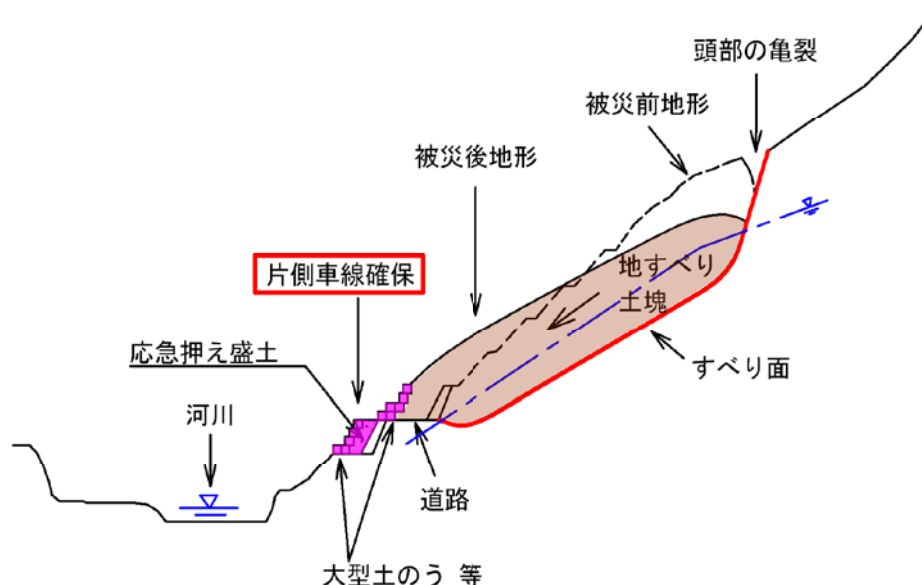 頭部の亀裂
被災前地形
被災後地形
片側車線確保
地すべり
土塊
応急押え盛土
すべり面
河川
道路
大型土のう 等